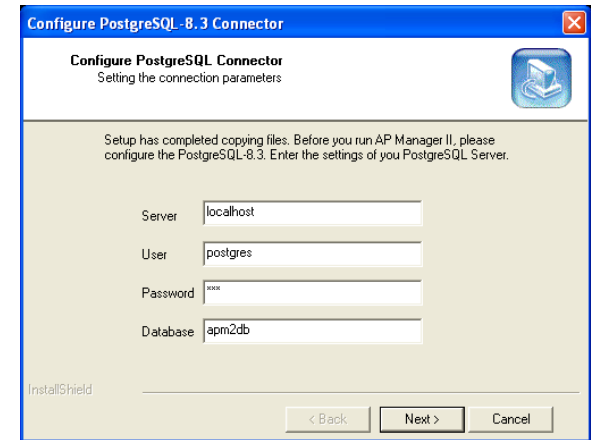 Configure PostgreSQL-8.3 Connector
Configure PostgreSQL Connector
Setting the connection parameters
Setup has completed copying files. Before you run AP Manager II, please
configure the PostgreSQL-8.3. Enter the settings of you PostgreSQL Server.
Server localhost
User postgres
Password ***
Database apm2db
InstallShield
< Back Next > Cancel